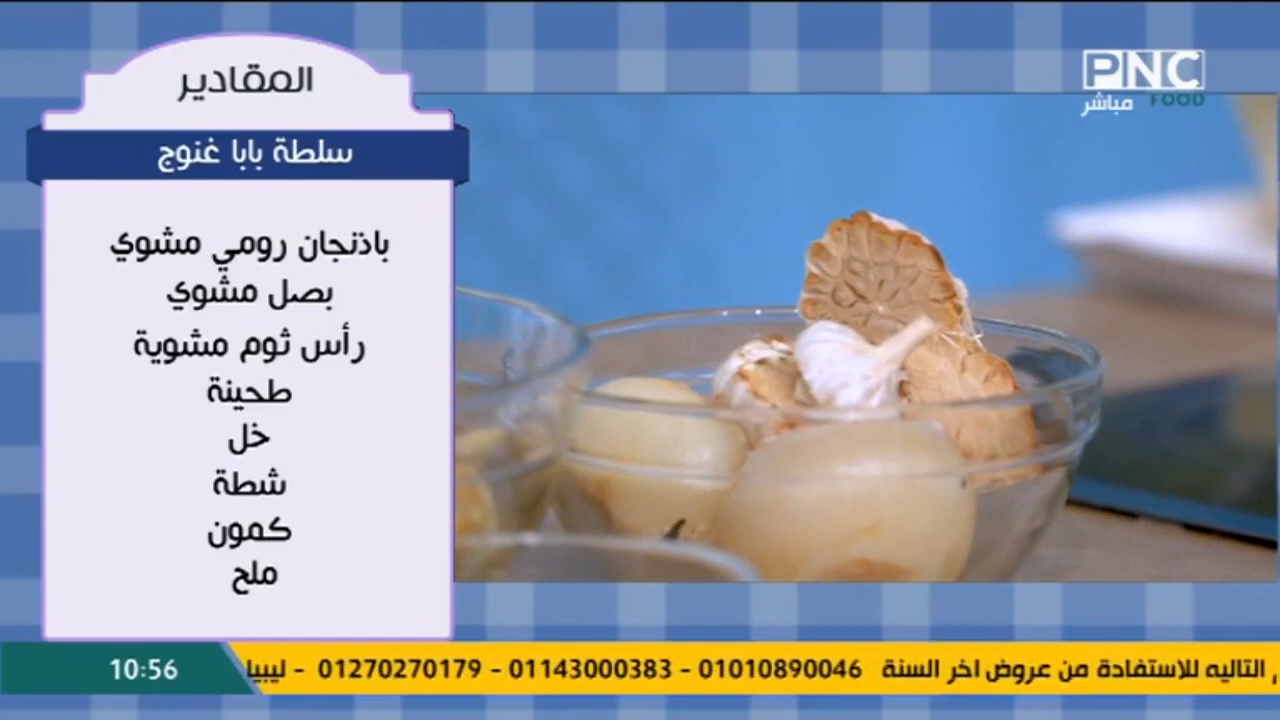 المقادير
سلطة بابا غنوج
باذنجان رومي مشوي
بصل مشوي
رأس ثوم مشوية
طحينة
خل
شطة
كمون
ملح
PNC
FOOD
مباشر
التاليه للاستفادة من عروض اخر السنة 01010890046 - 01143000383 - 01270270179 - ليبيا
10:56